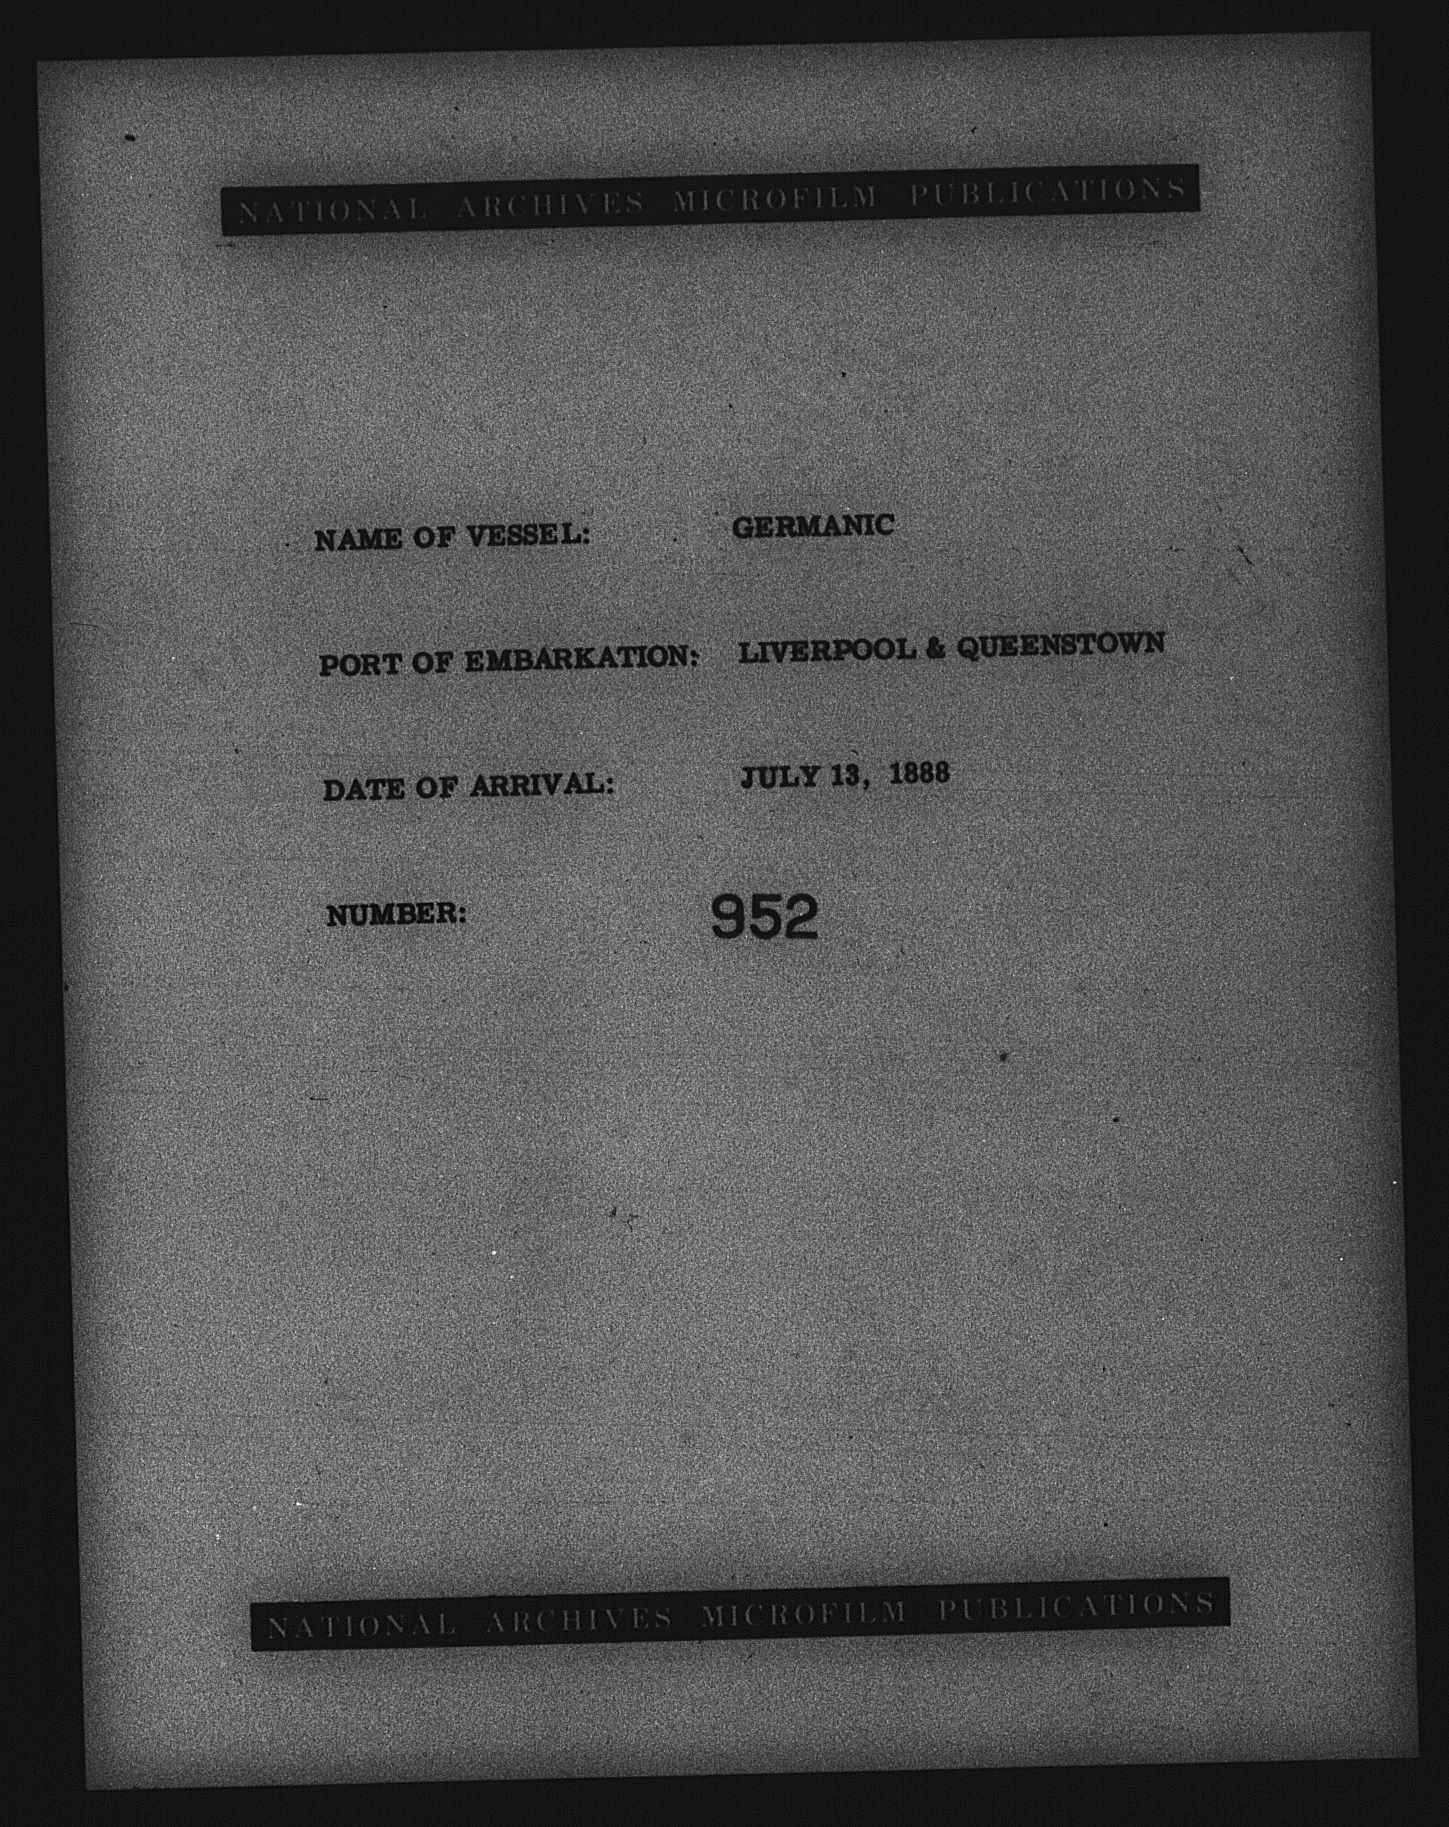 NATIONAL ARCHIVES MICROFILM PUBLICATIONS
NAME OF VESSEL: GERMANIC
PORT OF EMBARKATION: LIVERPOOL & QUEENSTOWN
DATE OF ARRIVAL: JULY 13, 1888
NUMBER: 952
NATIONAL ARCHIVES MICROFILM PUBLICATIONS